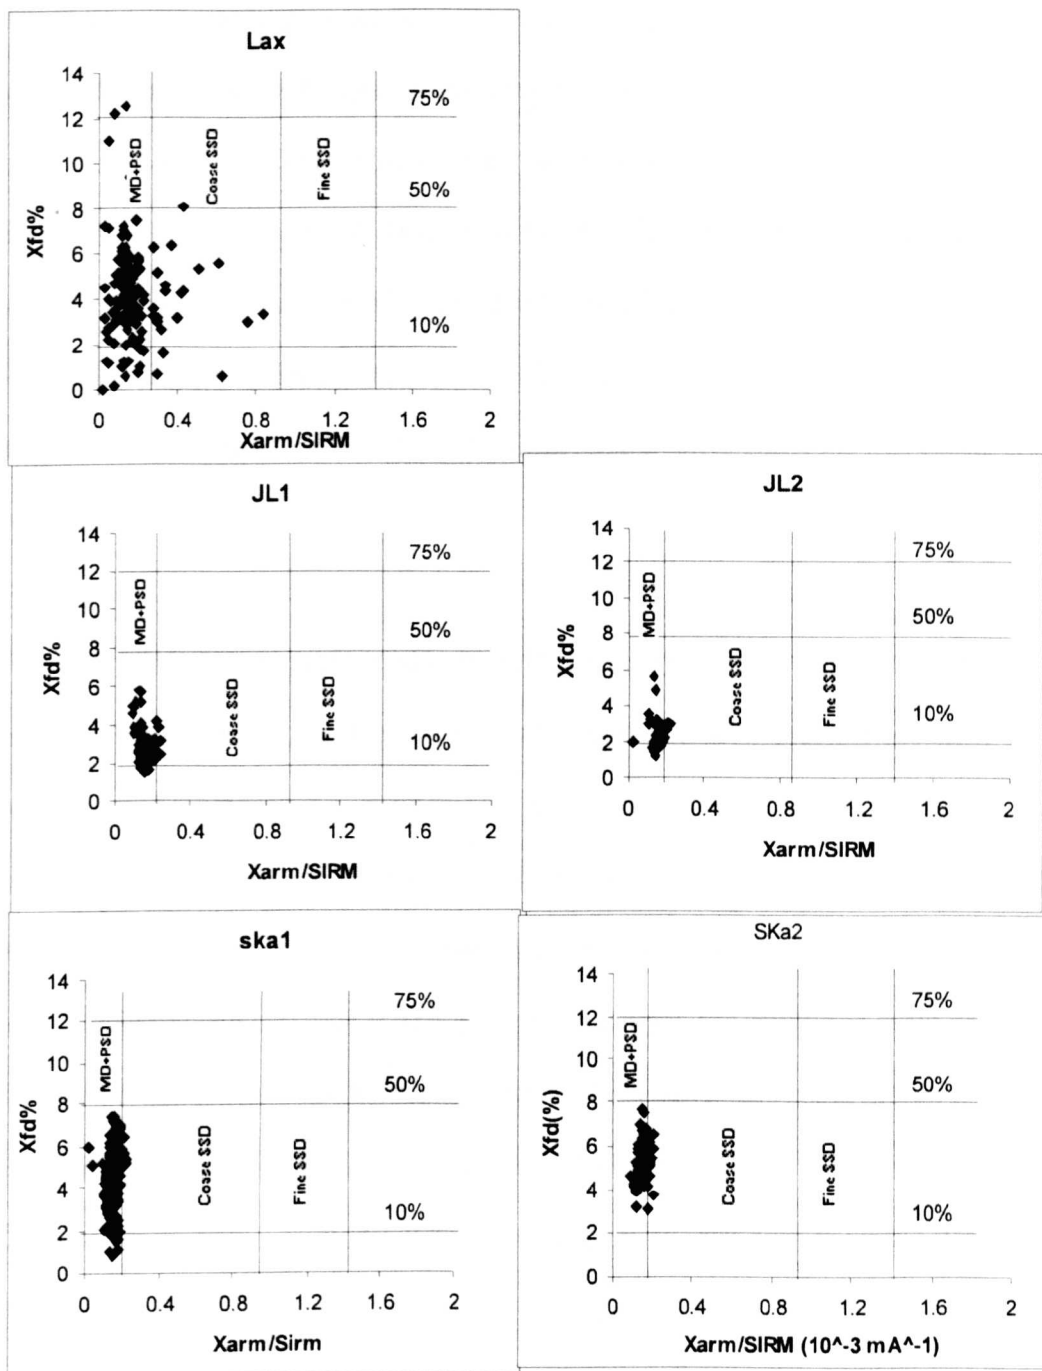 Lax
14
12
10
8
6
4
2
0
Xfd%
MD+PSD
Coase SSD
Fine SSD
75%
50%
10%
0 0.4 0.8 1.2 1.6 2
Xarm/SIRM
JL1
14
12
10
8
6
4
2
0
Xfd%
MD+PSD
Coase SSD
Fine SSD
75%
50%
10%
0 0.4 0.8 1.2 1.6 2
Xarm/SIRM
JL2
14
12
10
8
6
4
2
0
Xfd%
MD+PSD
Coase SSD
Fine SSD
75%
50%
10%
0 0.4 0.8 1.2 1.6 2
Xarm/SIRM
ska1
14
12
10
8
6
4
2
0
Xfd%
MD+PSD
Coase SSD
Fine SSD
75%
50%
10%
0 0.4 0.8 1.2 1.6 2
Xarm/Sirm
SKa2
14
12
10
8
6
4
2
0
Xfd(%)
MD+PSD
Coase SSD
Fine SSD
75%
50%
10%
0 0.4 0.8 1.2 1.6 2
Xarm/SIRM (10^-3 mA^-1)